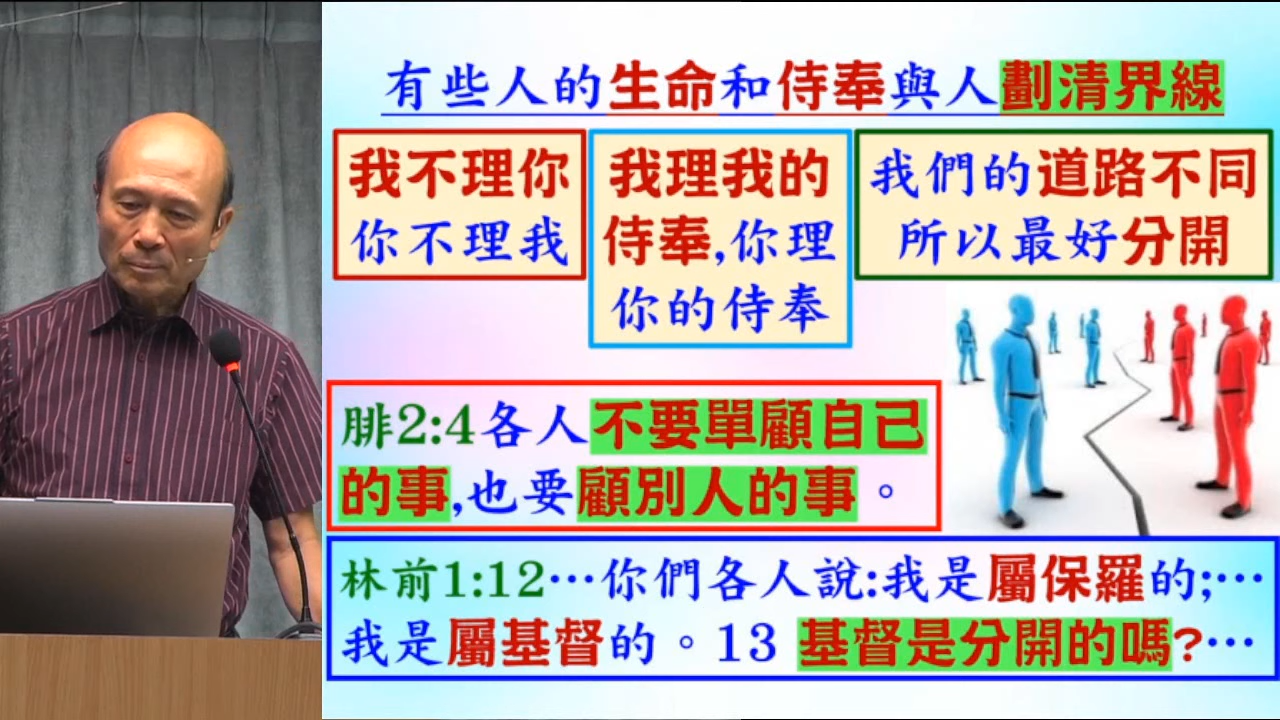 有些人的生命和侍奉與人劃清界線
我不理你
你不理我
我理我的
侍奉,你理
你的侍奉
我們的道路不同
所以最好分開
腓2:4各人不要單顧自己
的事,也要顧別人的事。
林前1:12…你們各人說:我是屬保羅的;…
我是屬基督的。13 基督是分開的嗎?…